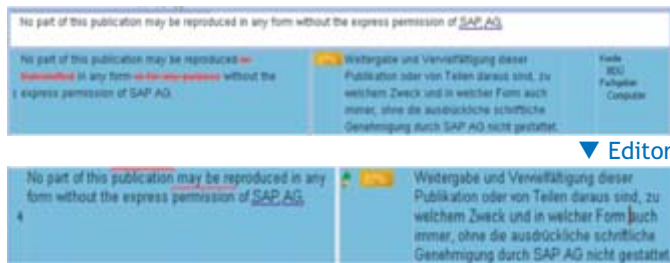 No part of this publication may be reproduced in any form without the express permission of SAP AG.
No part of this publication may be reproduced or
transmitted in any form or for any purpose without the
express permission of SAP AG.
Weitergabe und Vervielfältigung dieser
Publikation oder von Teilen daraus sind, zu
welchem Zweck und in welcher Form auch
immer, ohne die ausdrückliche schriftliche
Genehmigung durch SAP AG nicht gestattet.
Kunde
BDÜ
Fachgebiet
Computer
▼ Editor
No part of this publication may be reproduced in any
form without the express permission of SAP AG.
4
Weitergabe und Vervielfältigung dieser
Publikation oder von Teilen daraus sind, zu
welchem Zweck und in welcher Form auch
immer, ohne die ausdrückliche schriftliche
Genehmigung durch SAP AG nicht gestattet.